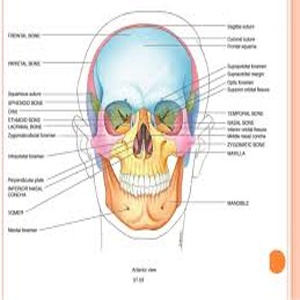 FRONTAL BONE
PARIETAL BONE
Squamous suture
SPHENOID BONE
Orbit
ETHMOID BONE
LACRIMAL BONE
Zygomaticofacial foramen
Infraorbital foramen
Perpendicular plate
INFERIOR NASAL
CONCHA
VOMER
Mental foramen
Sagittal suture
Coronal suture
Frontal squama
Supraorbital foramen
Supraorbital margin
Optic foramen
Superior orbital fissure
TEMPORAL BONE
NASAL BONE
Inferior orbital fissure
Middle nasal concha
ZYGOMATIC BONE
MAXILLA
MANDIBLE
Anterior view